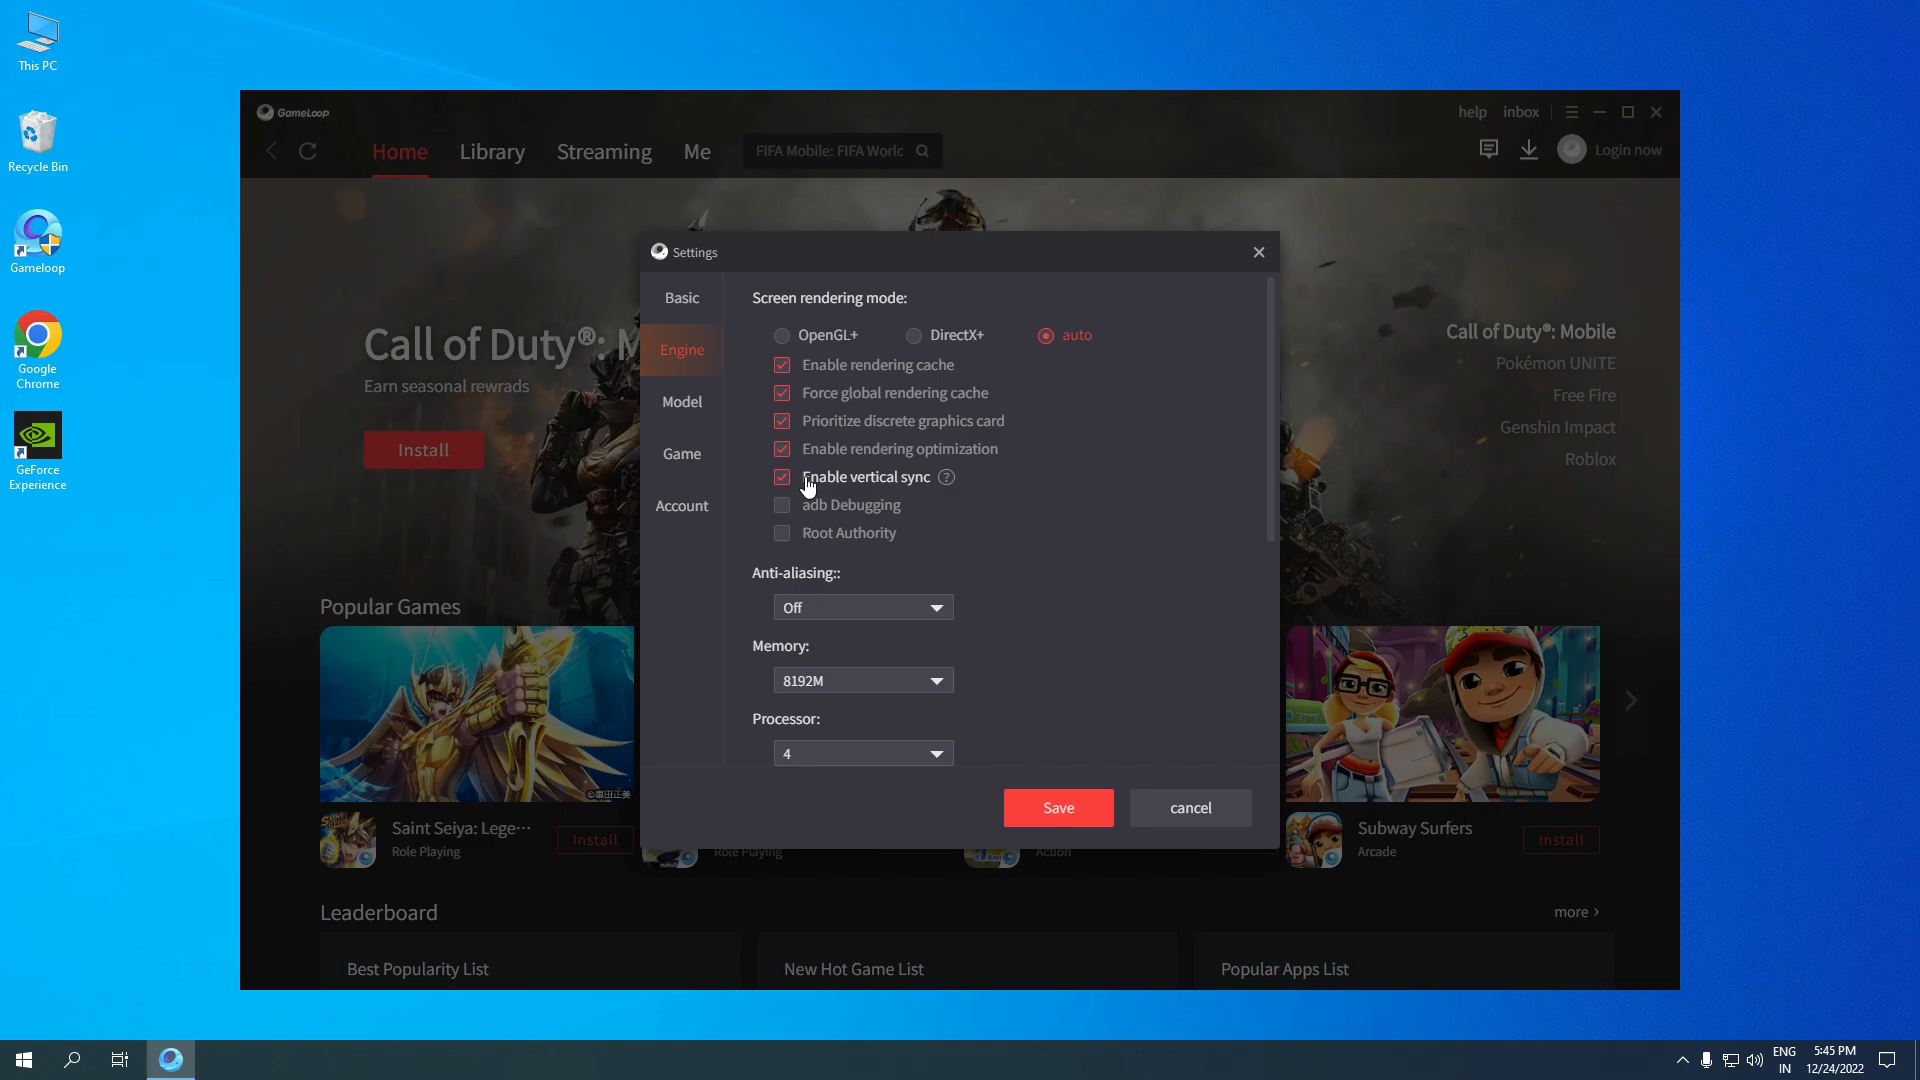 This PC
Recycle Bin
Gameloop
Google
Chrome
GeForce
Experience
GameLoop
help inbox
Home Library Streaming Me
FIFA Mobile: FIFA World
Login now
Call of Duty®: M
Earn seasonal rewrads
Install
Call of Duty®: Mobile
Pokémon UNITE
Free Fire
Genshin Impact
Roblox
Settings
Basic
Engine
Model
Game
Account
Screen rendering mode:
OpenGL+ DirectX+ auto
Enable rendering cache
Force global rendering cache
Prioritize discrete graphics card
Enable rendering optimization
Enable vertical sync ?
adb Debugging
Root Authority
Anti-aliasing::
Off
Memory:
8192M
Processor:
4
Save cancel
Popular Games
©車田正美
Saint Seiya: Lege···
Role Playing
Install
Role Playing
Action
Subway Surfers
Arcade
Install
Leaderboard
more >
Best Popularity List
New Hot Game List
Popular Apps List
ENG
IN
5:45 PM
12/24/2022